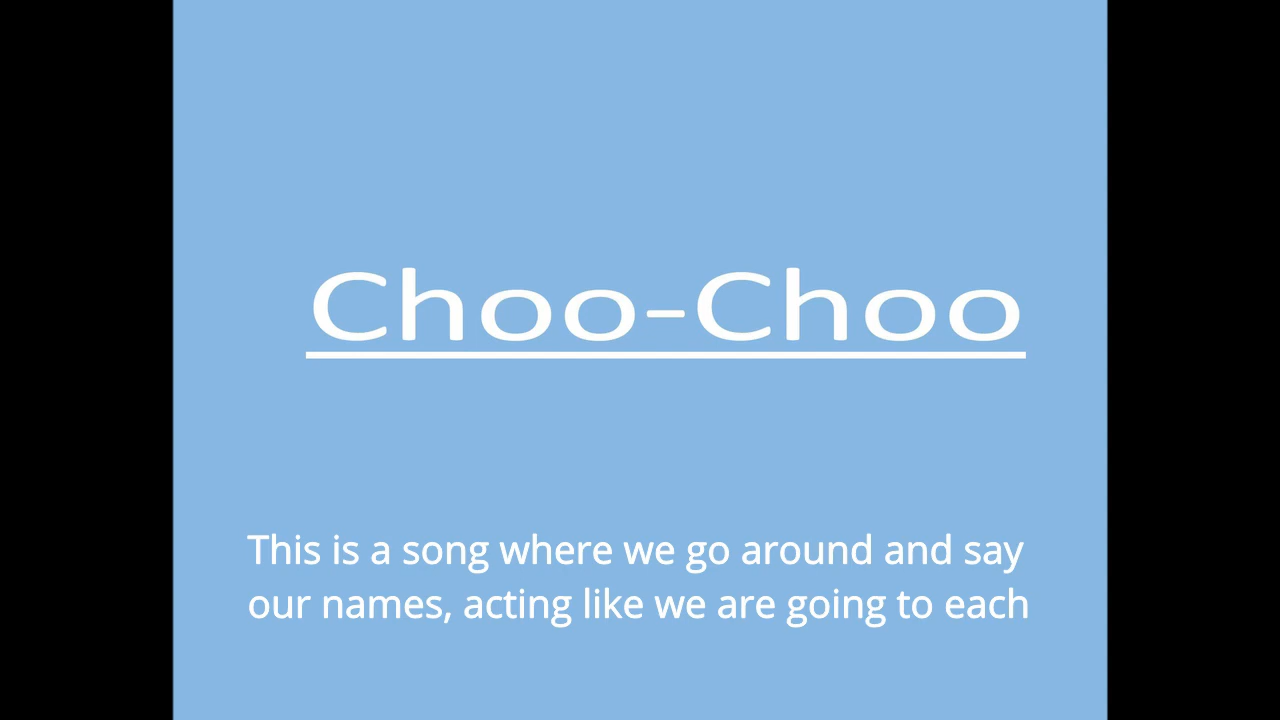 Choo-Choo
This is a song where we go around and say
our names, acting like we are going to each